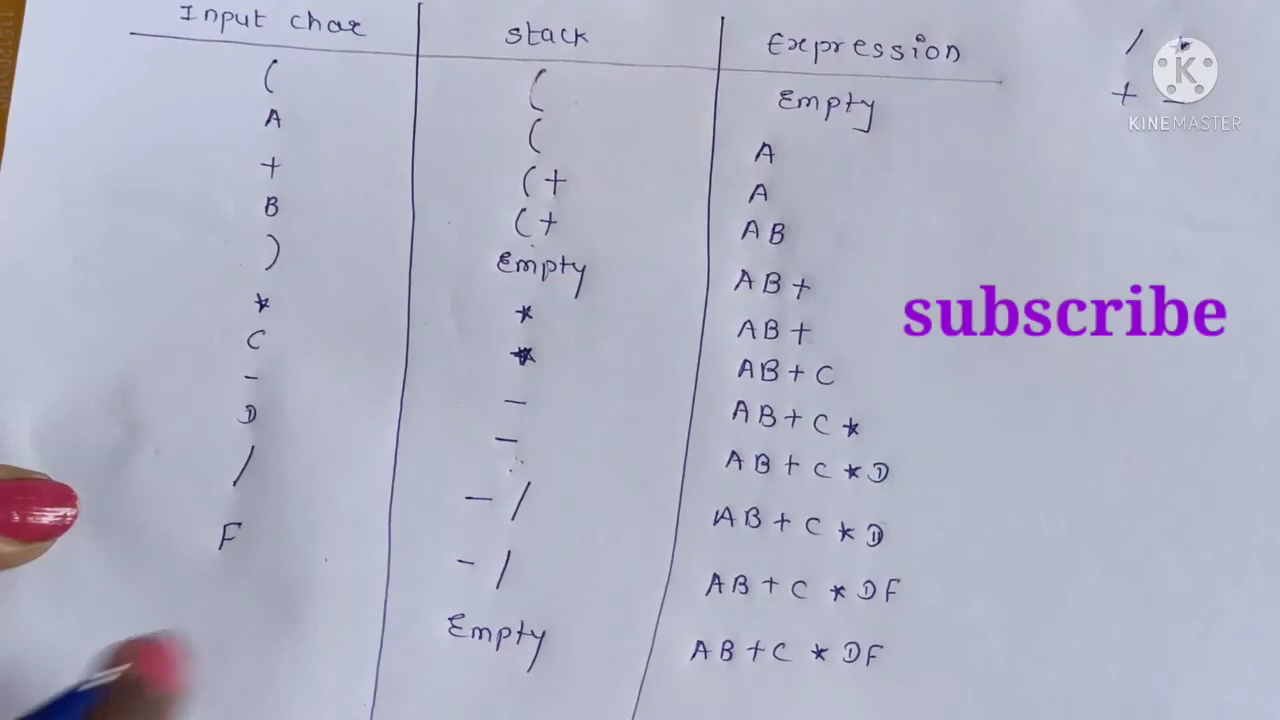 Input char stack Expression / *
( ( Empty + -
KINEMASTER
A ( A
+ (+ A
B (+ AB
) Empty AB+
* * AB+
subscribe
C * AB+C
- - AB+C*
D - AB+C*D
/ -/ AB+C*D
F -/ AB+C*DF
Empty AB+C*DF